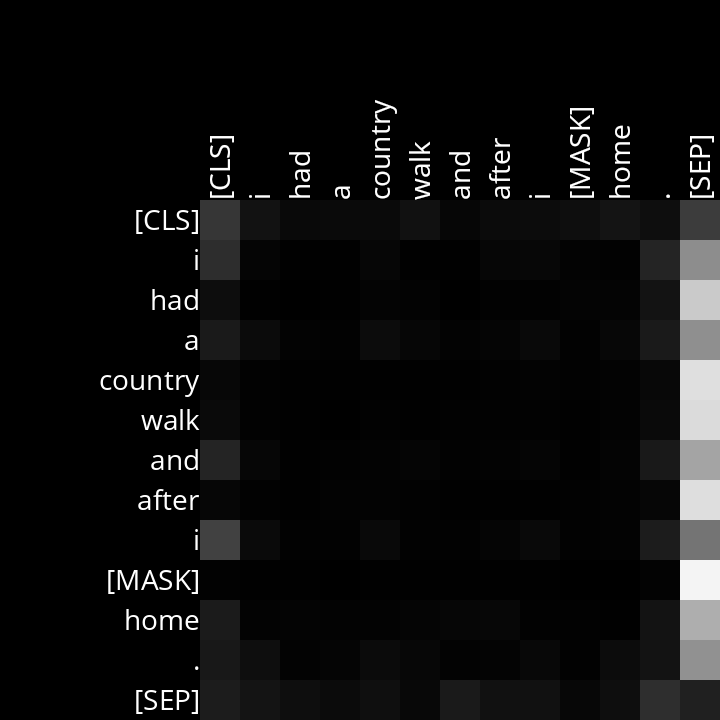 [CLS] i had a country walk and after i [MASK] home . [SEP]
[CLS]
i
had
a
country
walk
and
after
i
[MASK]
home
.
[SEP]